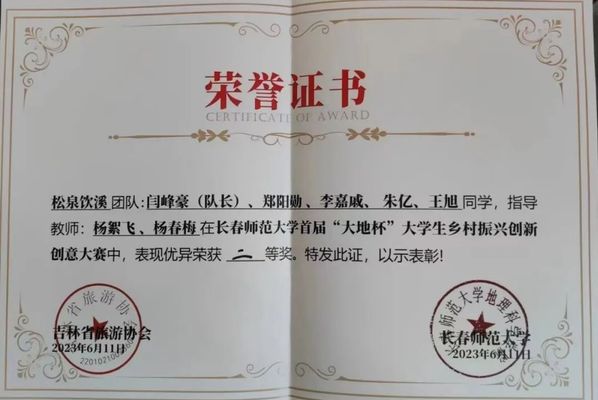 荣誉证书
CERTIFICATE OF AWARD
松泉饮溪团队:闫峰豪（队长）、郑阳勋、李嘉戚、朱亿、王旭同学，指导
教师：杨絮飞、杨春梅在长春师范大学首届“大地杯”大学生乡村振兴创新
创意大赛中，表现优异荣获 二 等奖。特发此证，以示表彰！
吉林省旅游协会
2023年6月11日
长春师范大学
2023年6月11日